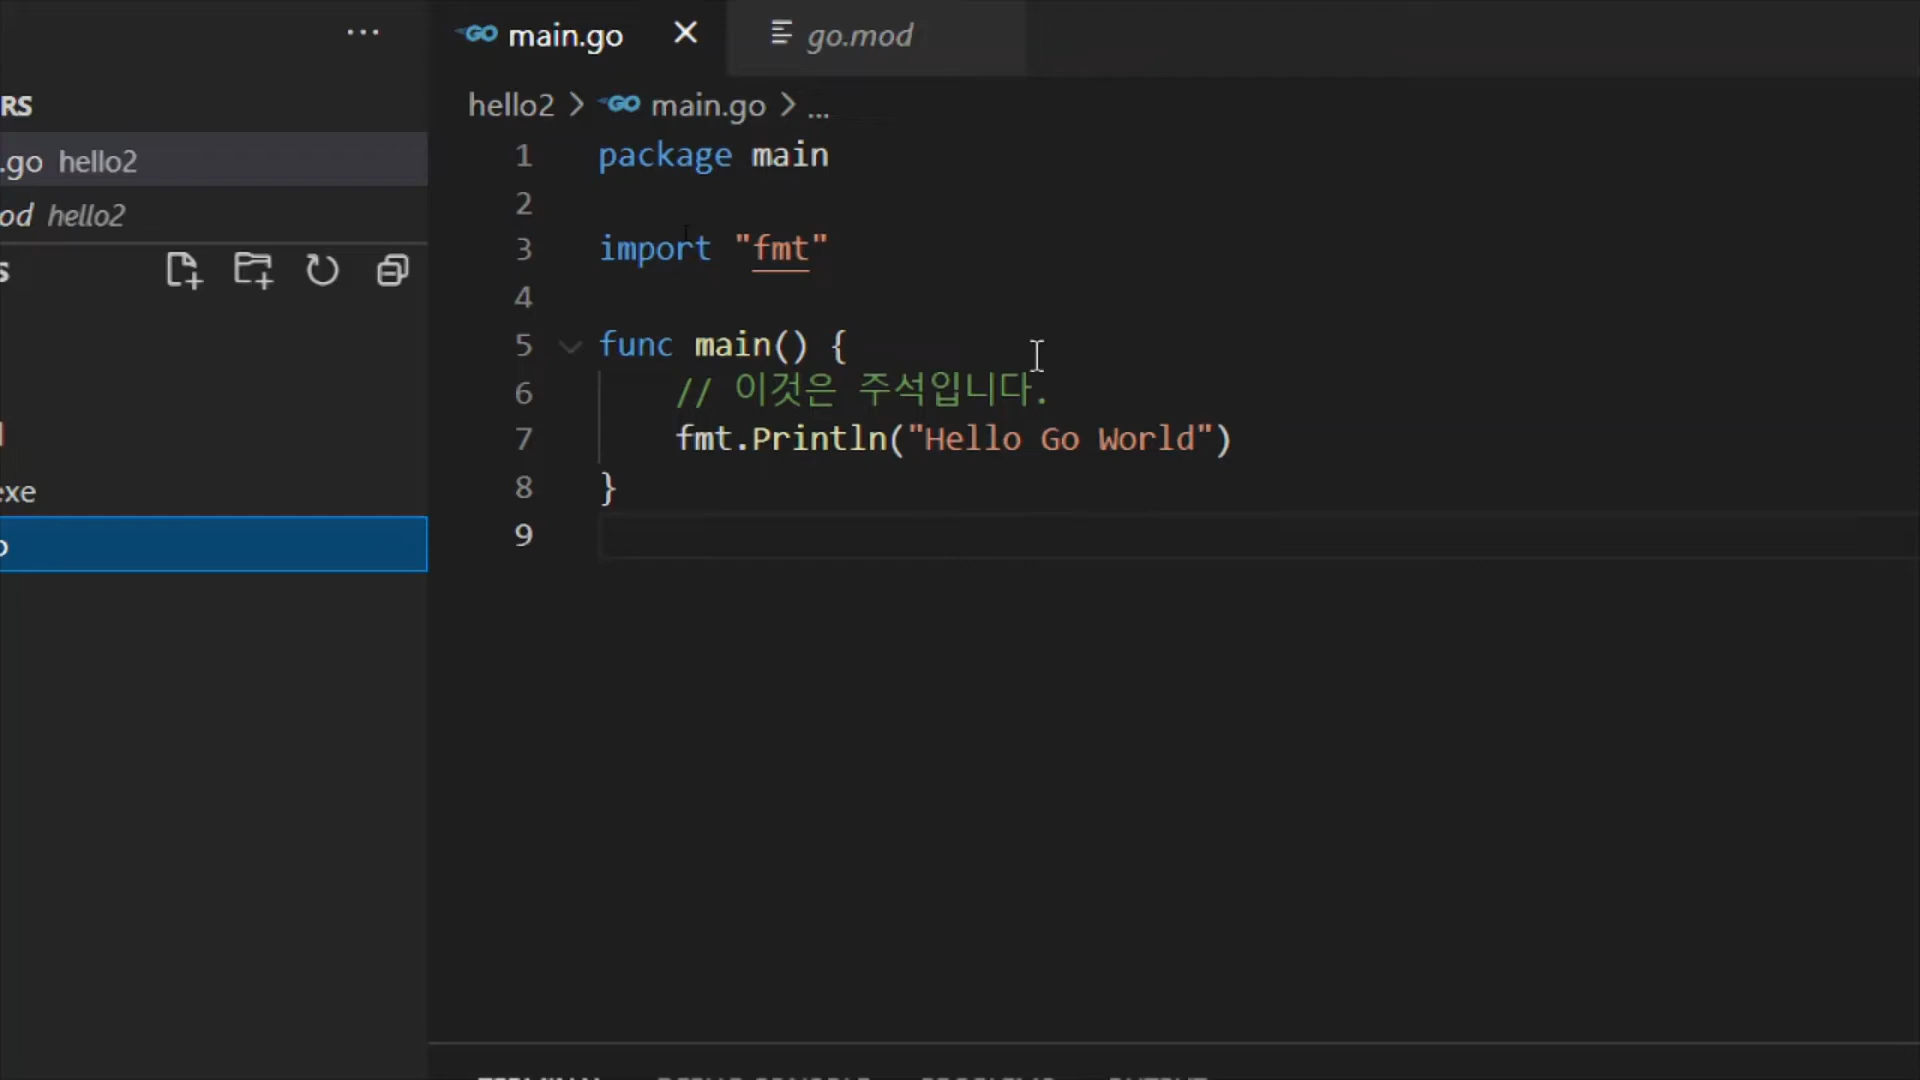 main.go go.mod
RS
hello2 > main.go > ...
.go hello2
od hello2
1 package main
2
3 import "fmt"
4
5 func main() {
6 // 이것은 주석입니다.
7 fmt.Println("Hello Go World")
8 }
9